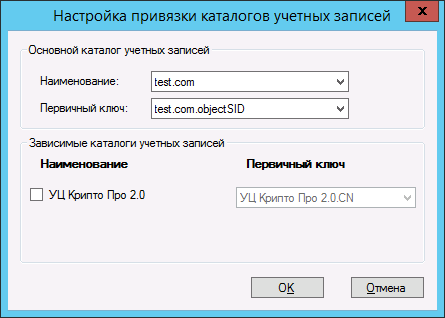 Настройка привязки каталогов учетных записей
x
Основной каталог учетных записей
Наименование: test.com
Первичный ключ: test.com.objectSID
Зависимые каталоги учетных записей
Наименование Первичный ключ
УЦ Крипто Про 2.0 УЦ Крипто Про 2.0.CN
OK Отмена